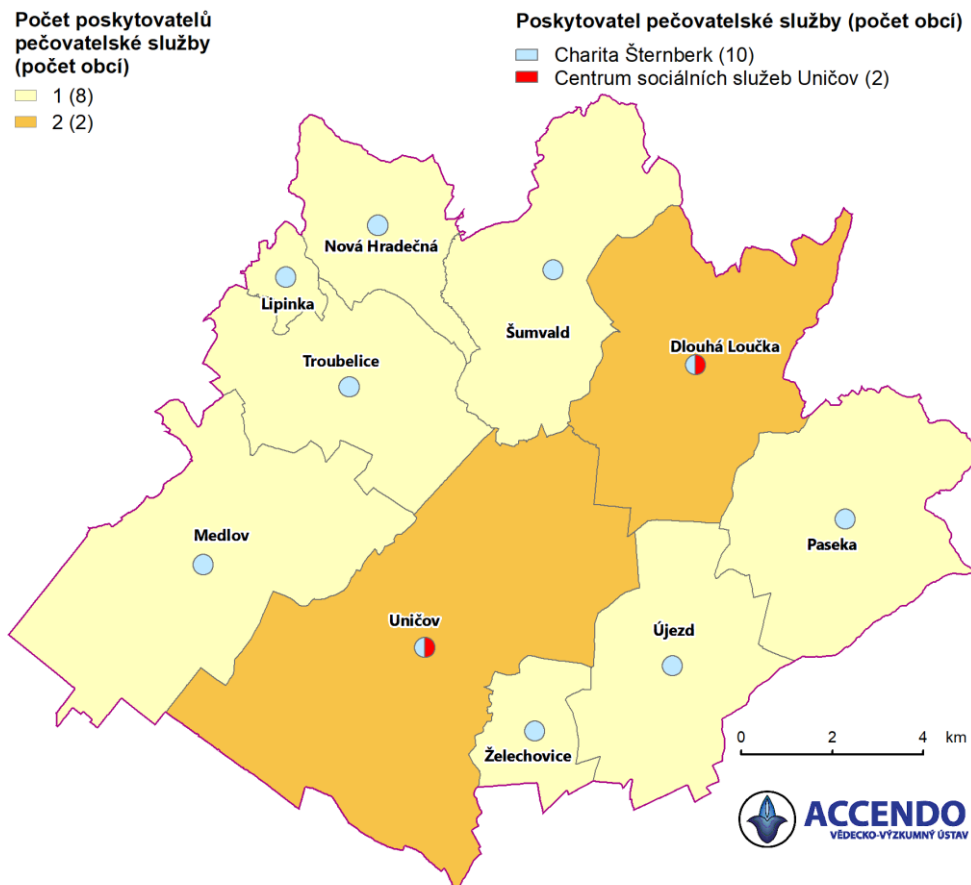 Počet poskytovatelů
pečovatelské služby
(počet obcí)
1 (8)
2 (2)
Poskytovatel pečovatelské služby (počet obcí)
Charita Šternberk (10)
Centrum sociálních služeb Uničov (2)
Nová Hradečná
Lipinka
Šumvald
Troubelice
Dlouhá Loučka
Medlov
Paseka
Uničov
Újezd
Želechovice
0 2 4 km
ACCENDO
VĚDECKO-VÝZKUMNÝ ÚSTAV